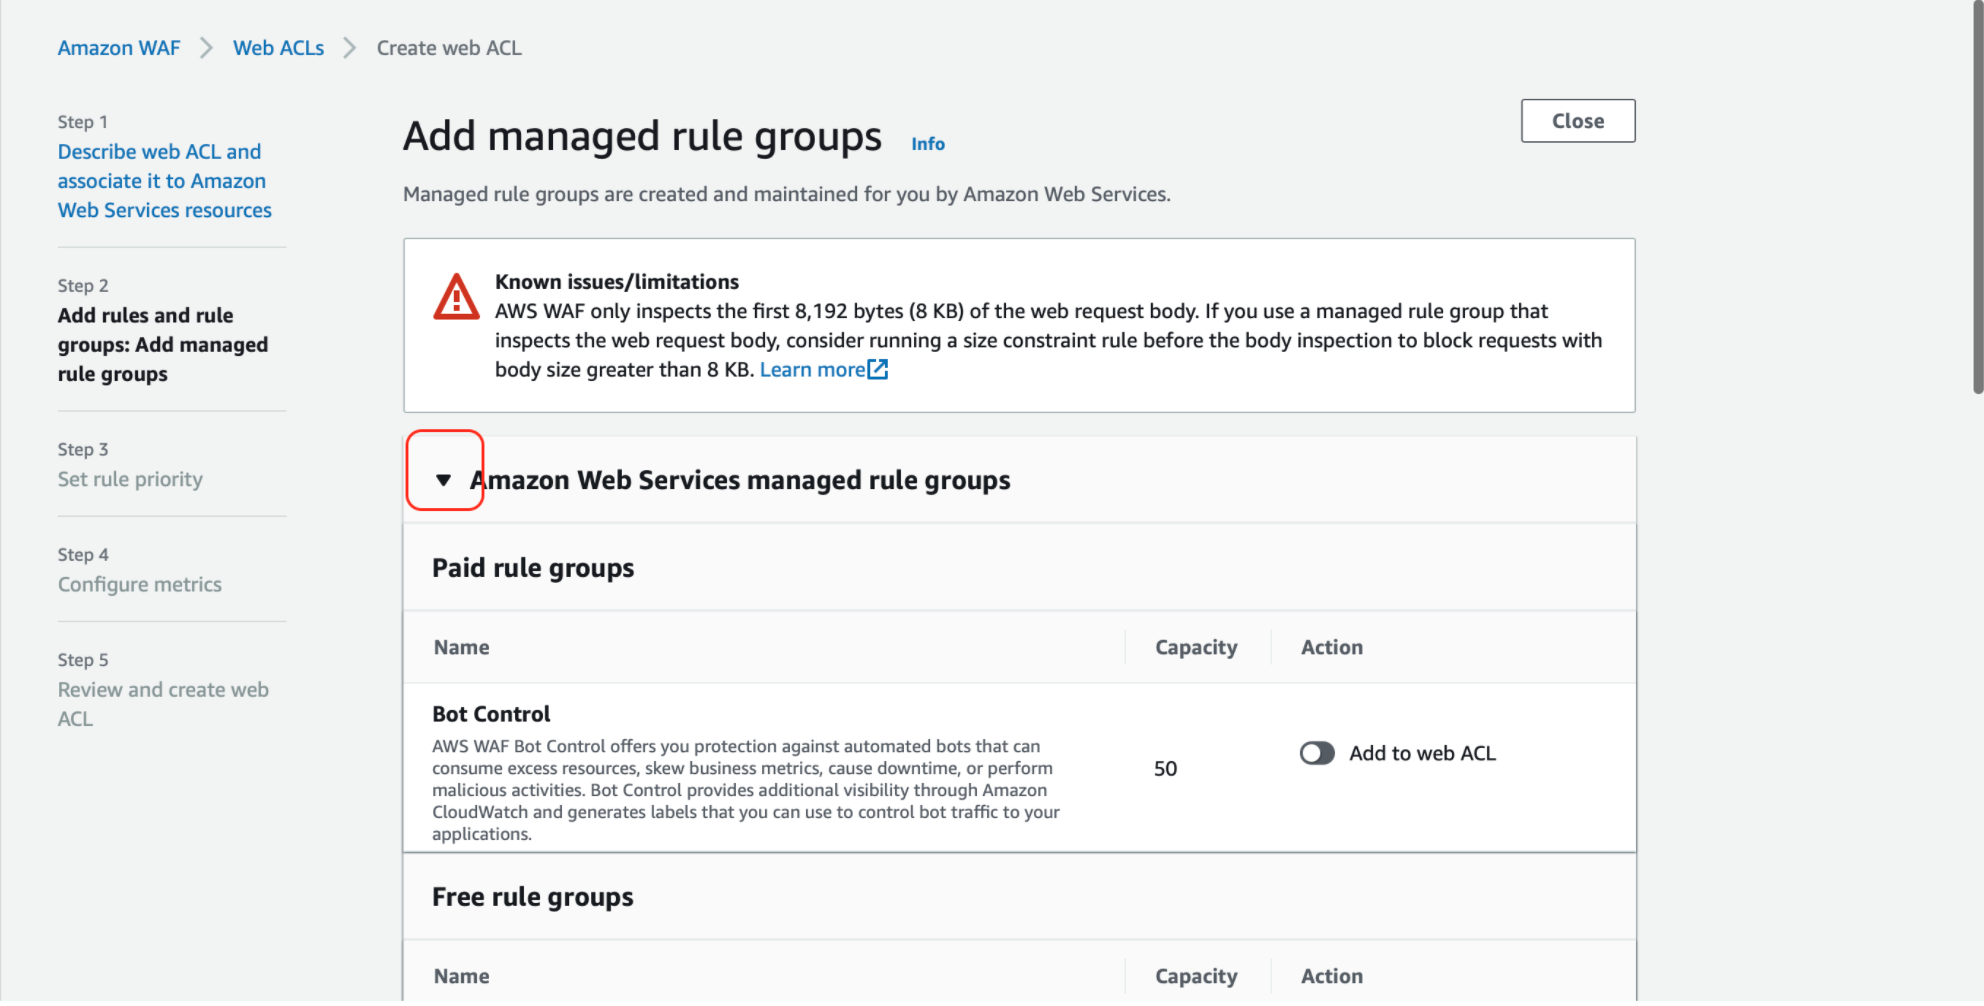 Amazon WAF > Web ACLs > Create web ACL
Step 1
Describe web ACL and
associate it to Amazon
Web Services resources
Step 2
Add rules and rule
groups: Add managed
rule groups
Step 3
Set rule priority
Step 4
Configure metrics
Step 5
Review and create web
ACL
Add managed rule groups Info
Close
Managed rule groups are created and maintained for you by Amazon Web Services.
Known issues/limitations
AWS WAF only inspects the first 8,192 bytes (8 KB) of the web request body. If you use a managed rule group that
inspects the web request body, consider running a size constraint rule before the body inspection to block requests with
body size greater than 8 KB. Learn more
Amazon Web Services managed rule groups
Paid rule groups
Name Capacity Action
Bot Control
AWS WAF Bot Control offers you protection against automated bots that can
consume excess resources, skew business metrics, cause downtime, or perform
malicious activities. Bot Control provides additional visibility through Amazon
CloudWatch and generates labels that you can use to control bot traffic to your
applications.
50
Add to web ACL
Free rule groups
Name Capacity Action